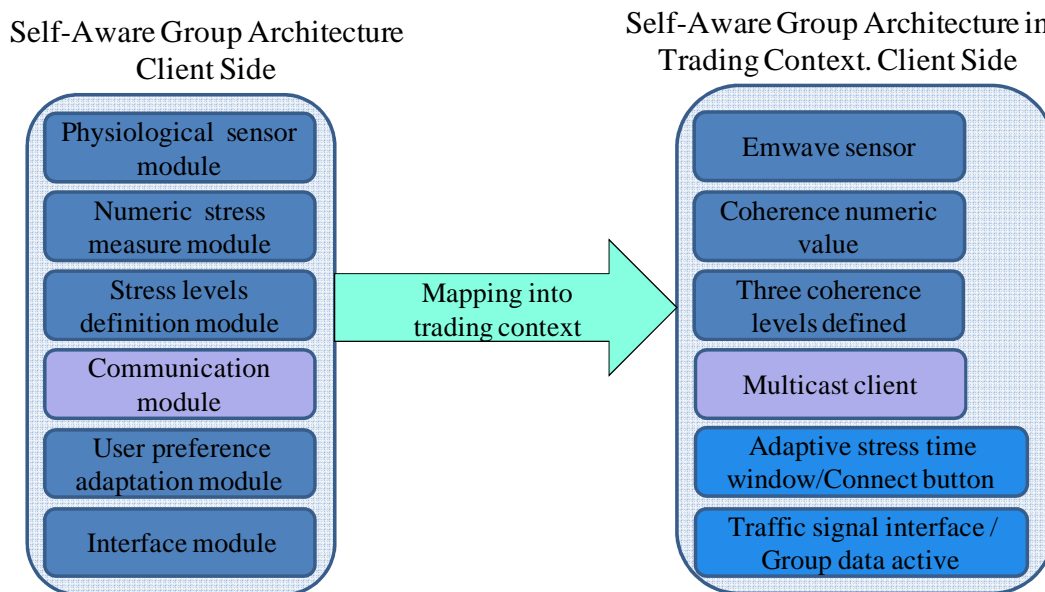 Self-Aware Group Architecture
Client Side
Physiological sensor
module
Numeric stress
measure module
Stress levels
definition module
Communication
module
User preference
adaptation module
Interface module
Mapping into
trading context
Self-Aware Group Architecture in
Trading Context. Client Side
Emwave sensor
Coherence numeric
value
Three coherence
levels defined
Multicast client
Adaptive stress time
window/Connect button
Traffic signal interface /
Group data active